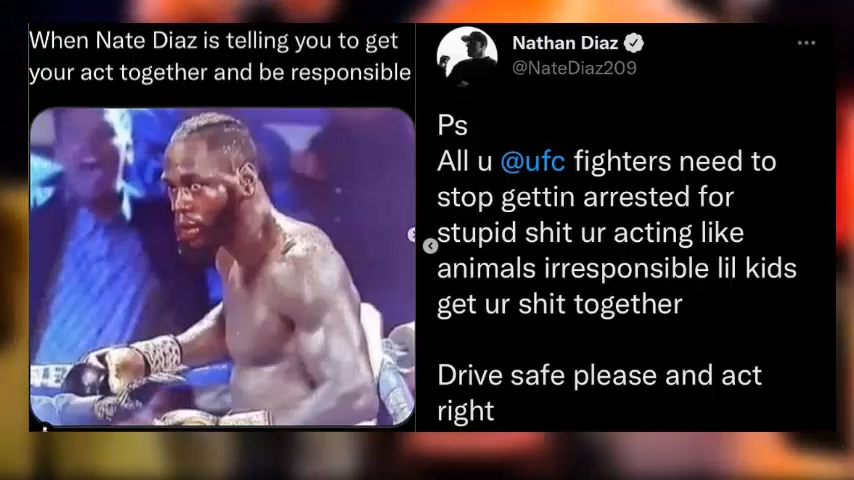 When Nate Diaz is telling you to get
your act together and be responsible
Nathan Diaz
@NateDiaz209
Ps
All u @ufc fighters need to
stop gettin arrested for
stupid shit ur acting like
animals irresponsible lil kids
get ur shit together
Drive safe please and act
right